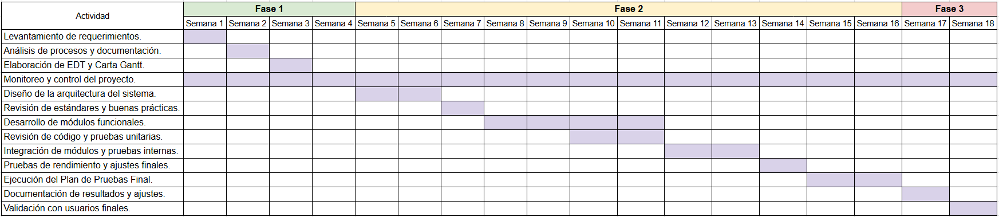 Actividad Fase 1 Fase 2 Fase 3
Semana 1 Semana 2 Semana 3 Semana 4 Semana 5 Semana 6 Semana 7 Semana 8 Semana 9 Semana 10 Semana 11 Semana 12 Semana 13 Semana 14 Semana 15 Semana 16 Semana 17 Semana 18
Levantamiento de requerimientos.
Análisis de procesos y documentación.
Elaboración de EDT y Carta Gantt.
Monitoreo y control del proyecto.
Diseño de la arquitectura del sistema.
Revisión de estándares y buenas prácticas.
Desarrollo de módulos funcionales.
Revisión de código y pruebas unitarias.
Integración de módulos y pruebas internas.
Pruebas de rendimiento y ajustes finales.
Ejecución del Plan de Pruebas Final.
Documentación de resultados y ajustes.
Validación con usuarios finales.